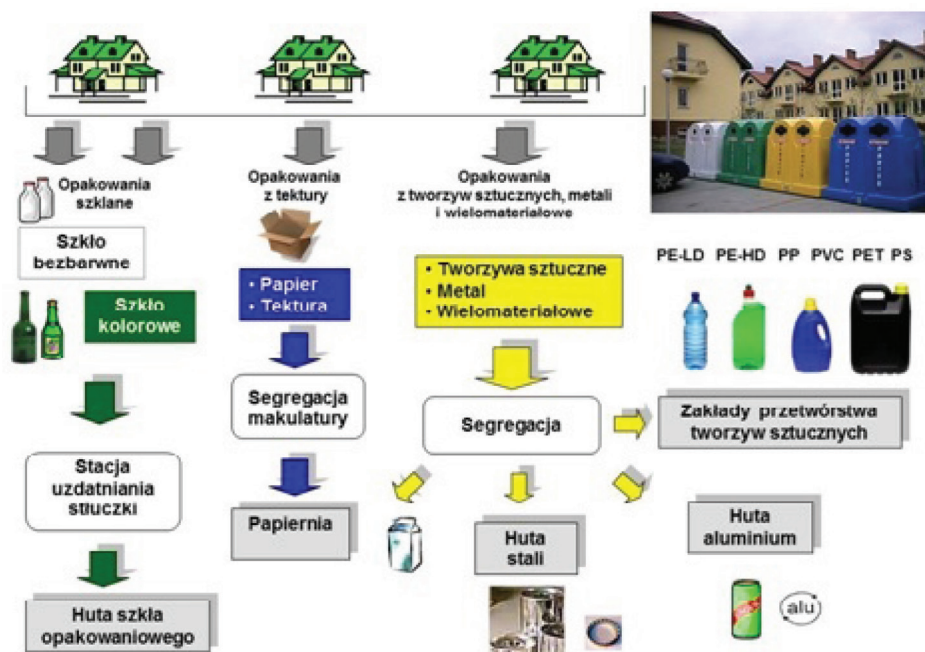 Opakowania
szklane
Szkło
bezbarwne
Szkło
kolorowe
Stacja
uzdatniania
stłuczki
Huta szkła
opakowaniowego
Opakowania
z tektury
• Papier
• Tektura
Segregacja
makulatury
Papiernia
Opakowania
z tworzyw sztucznych, metali
i wielomateriałowe
• Tworzywa sztuczne
• Metal
• Wielomateriałowe
Segregacja
Huta
stali
PE-LD PE-HD PP PVC PET PS
Zakłady przetwórstwa
tworzyw sztucznych
Huta
aluminium
alu